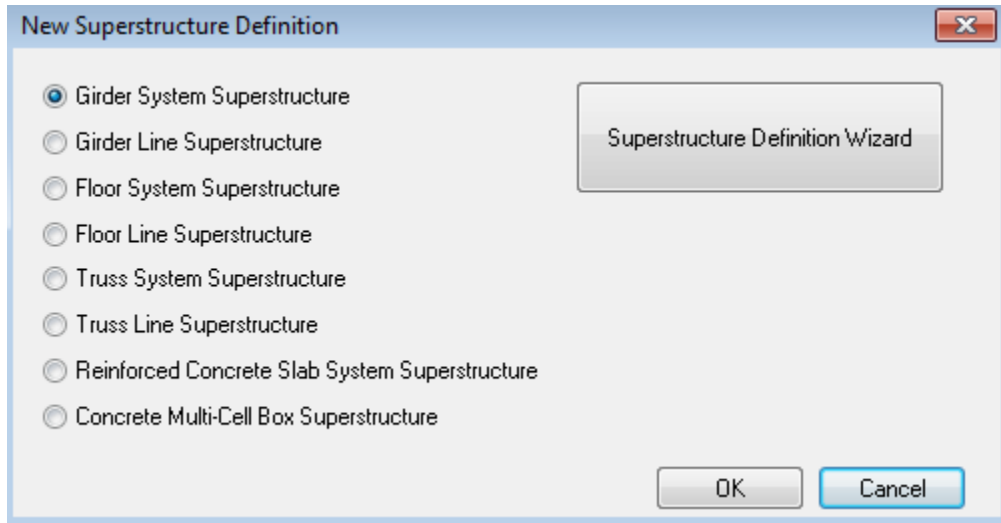 New Superstructure Definition
Girder System Superstructure
Superstructure Definition Wizard
Girder Line Superstructure
Floor System Superstructure
Floor Line Superstructure
Truss System Superstructure
Truss Line Superstructure
Reinforced Concrete Slab System Superstructure
Concrete Multi-Cell Box Superstructure
OK
Cancel